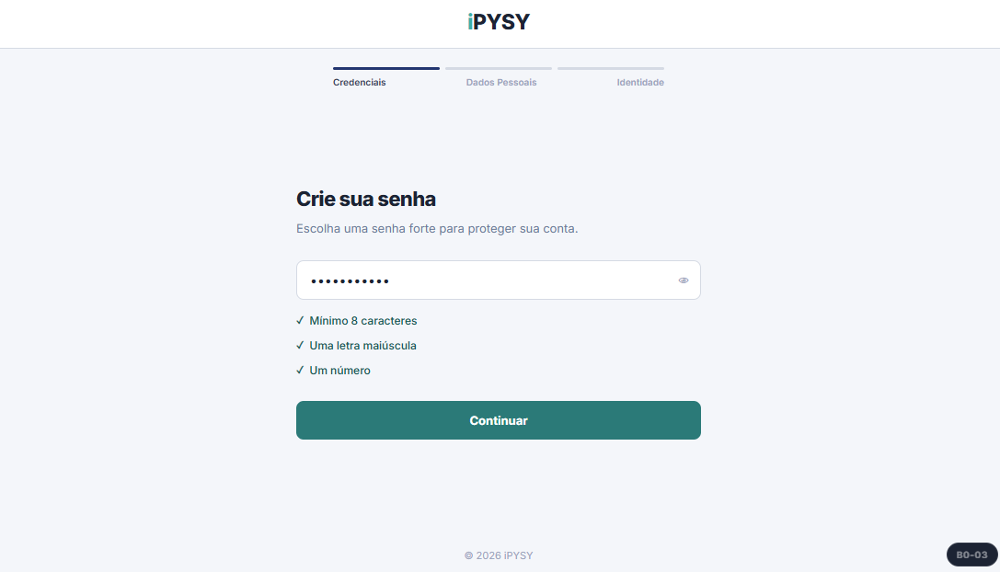 iPYSY
Credenciais
Dados Pessoais
Identidade
Crie sua senha
Escolha uma senha forte para proteger sua conta.
•••••••••••
✓ Mínimo 8 caracteres
✓ Uma letra maiúscula
✓ Um número
Continuar
© 2026 iPYSY
B0-03